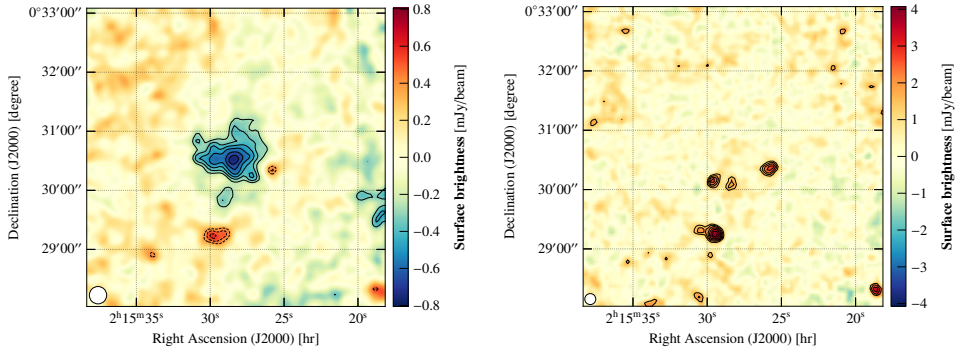 0°33′00″
32′00″
31′00″
30′00″
29′00″
Declination (J2000) [degree]
2ʰ15ᵐ35ˢ
30ˢ
25ˢ
20ˢ
Right Ascension (J2000) [hr]
0.8
0.6
0.4
0.2
0.0
−0.2
−0.4
−0.6
−0.8
Surface brightness [mJy/beam]
0°33′00″
32′00″
31′00″
30′00″
29′00″
Declination (J2000) [degree]
2ʰ15ᵐ35ˢ
30ˢ
25ˢ
20ˢ
Right Ascension (J2000) [hr]
4
3
2
1
0
−1
−2
−3
−4
Surface brightness [mJy/beam]